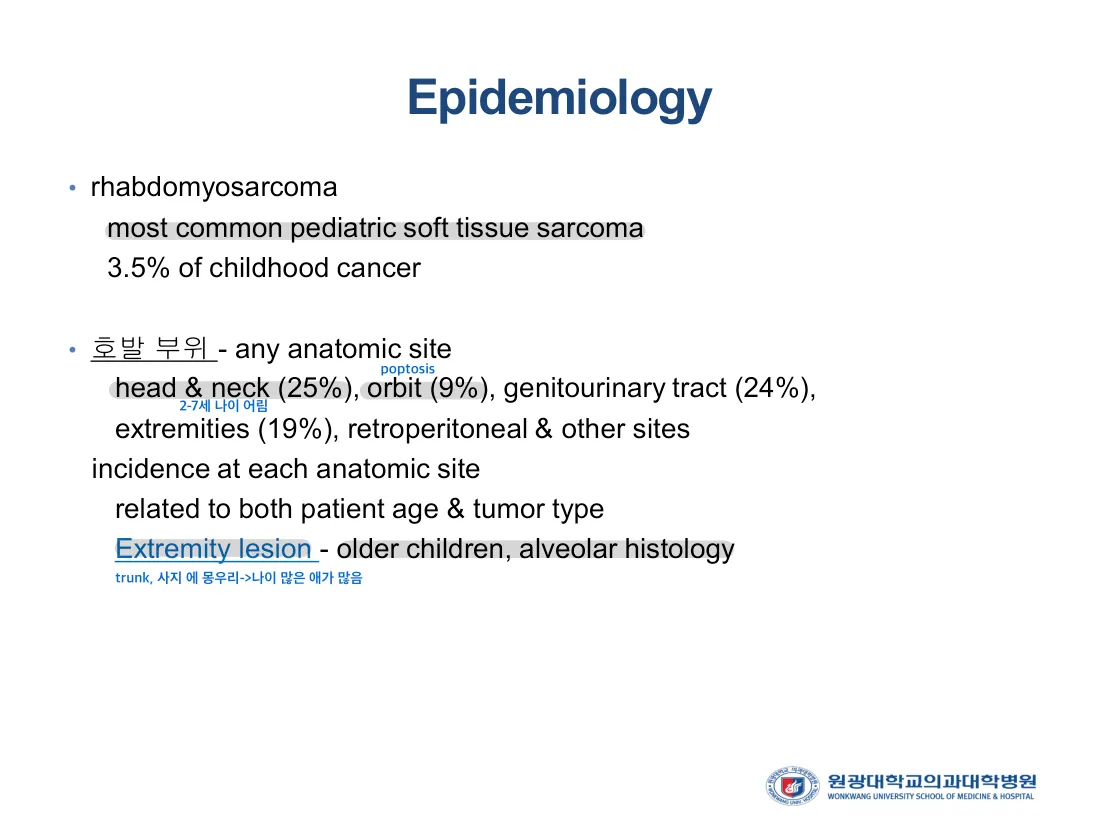 Epidemiology
• rhabdomyosarcoma
most common pediatric soft tissue sarcoma
3.5% of childhood cancer
• 호발 부위 - any anatomic site
poptosis
head & neck (25%), orbit (9%), genitourinary tract (24%),
2-7세 나이 어림
extremities (19%), retroperitoneal & other sites
incidence at each anatomic site
related to both patient age & tumor type
Extremity lesion - older children, alveolar histology
trunk, 사지 에 몽우리->나이 많은 애가 많음
원광대학교의과대학병원
WONKWANG UNIVERSITY SCHOOL OF MEDICINE & HOSPITAL